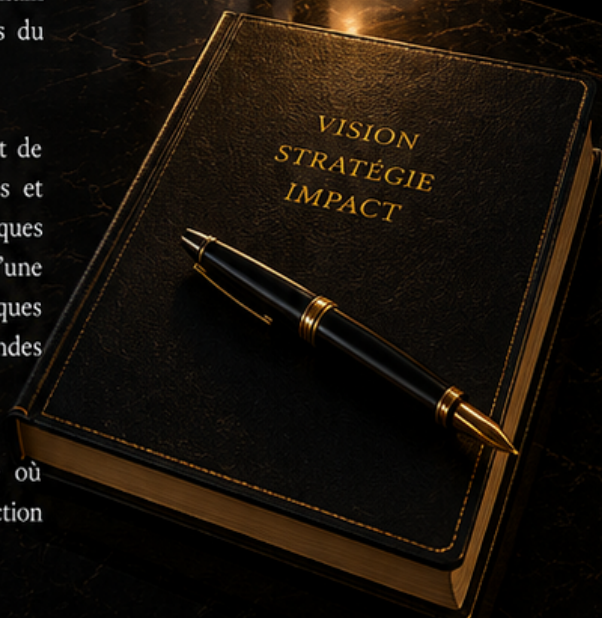 s du
t de
s et
ques
'une
ques
ndes
où
ction
VISION
STRATÉGIE
IMPACT